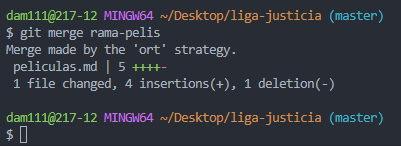 dam111@217-12 MINGW64 ~/Desktop/liga-justicia (master)
$ git merge rama-pelis
Merge made by the 'ort' strategy.
 peliculas.md | 5 ++++-
 1 file changed, 4 insertions(+), 1 deletion(-)
dam111@217-12 MINGW64 ~/Desktop/liga-justicia (master)
$